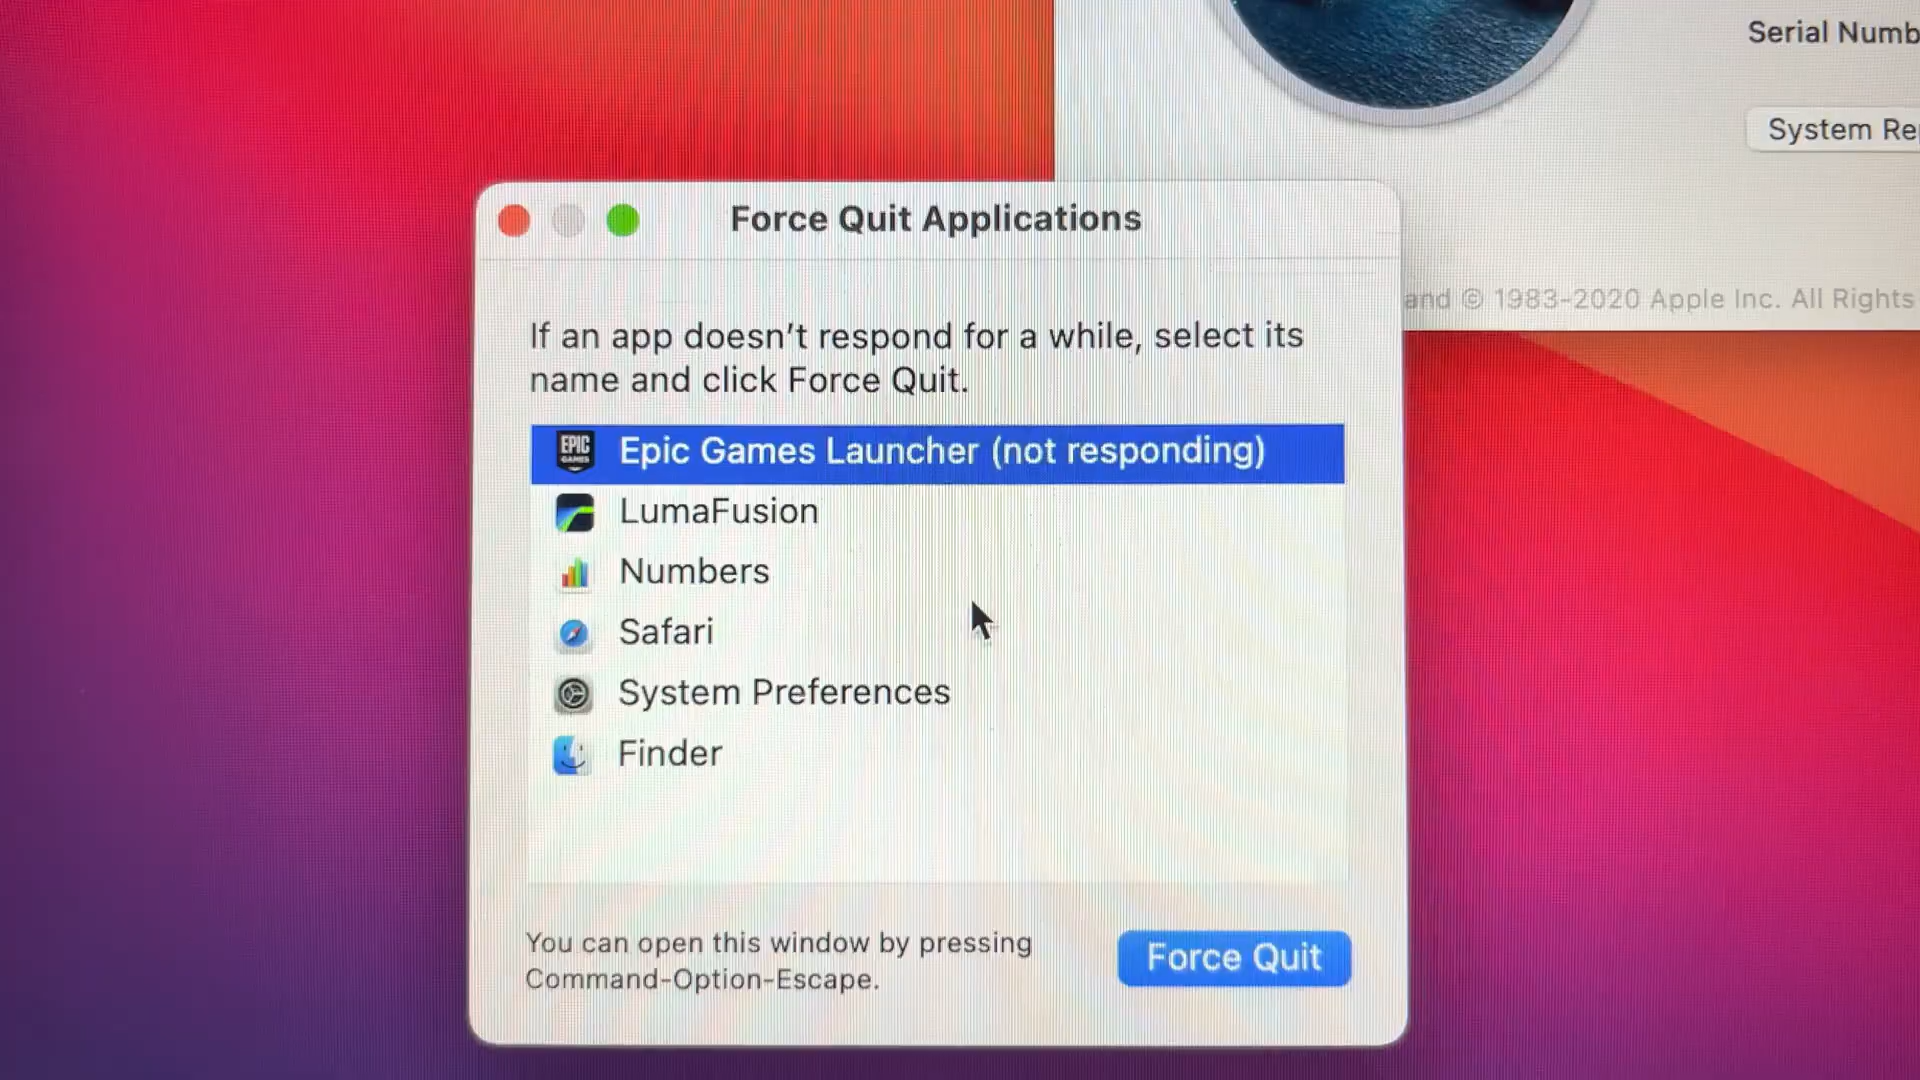 Serial Numb
System Re
Force Quit Applications
and © 1983-2020 Apple Inc. All Rights
If an app doesn't respond for a while, select its
name and click Force Quit.
EPIC
GAMES
Epic Games Launcher (not responding)
LumaFusion
Numbers
Safari
System Preferences
Finder
You can open this window by pressing
Command-Option-Escape.
Force Quit